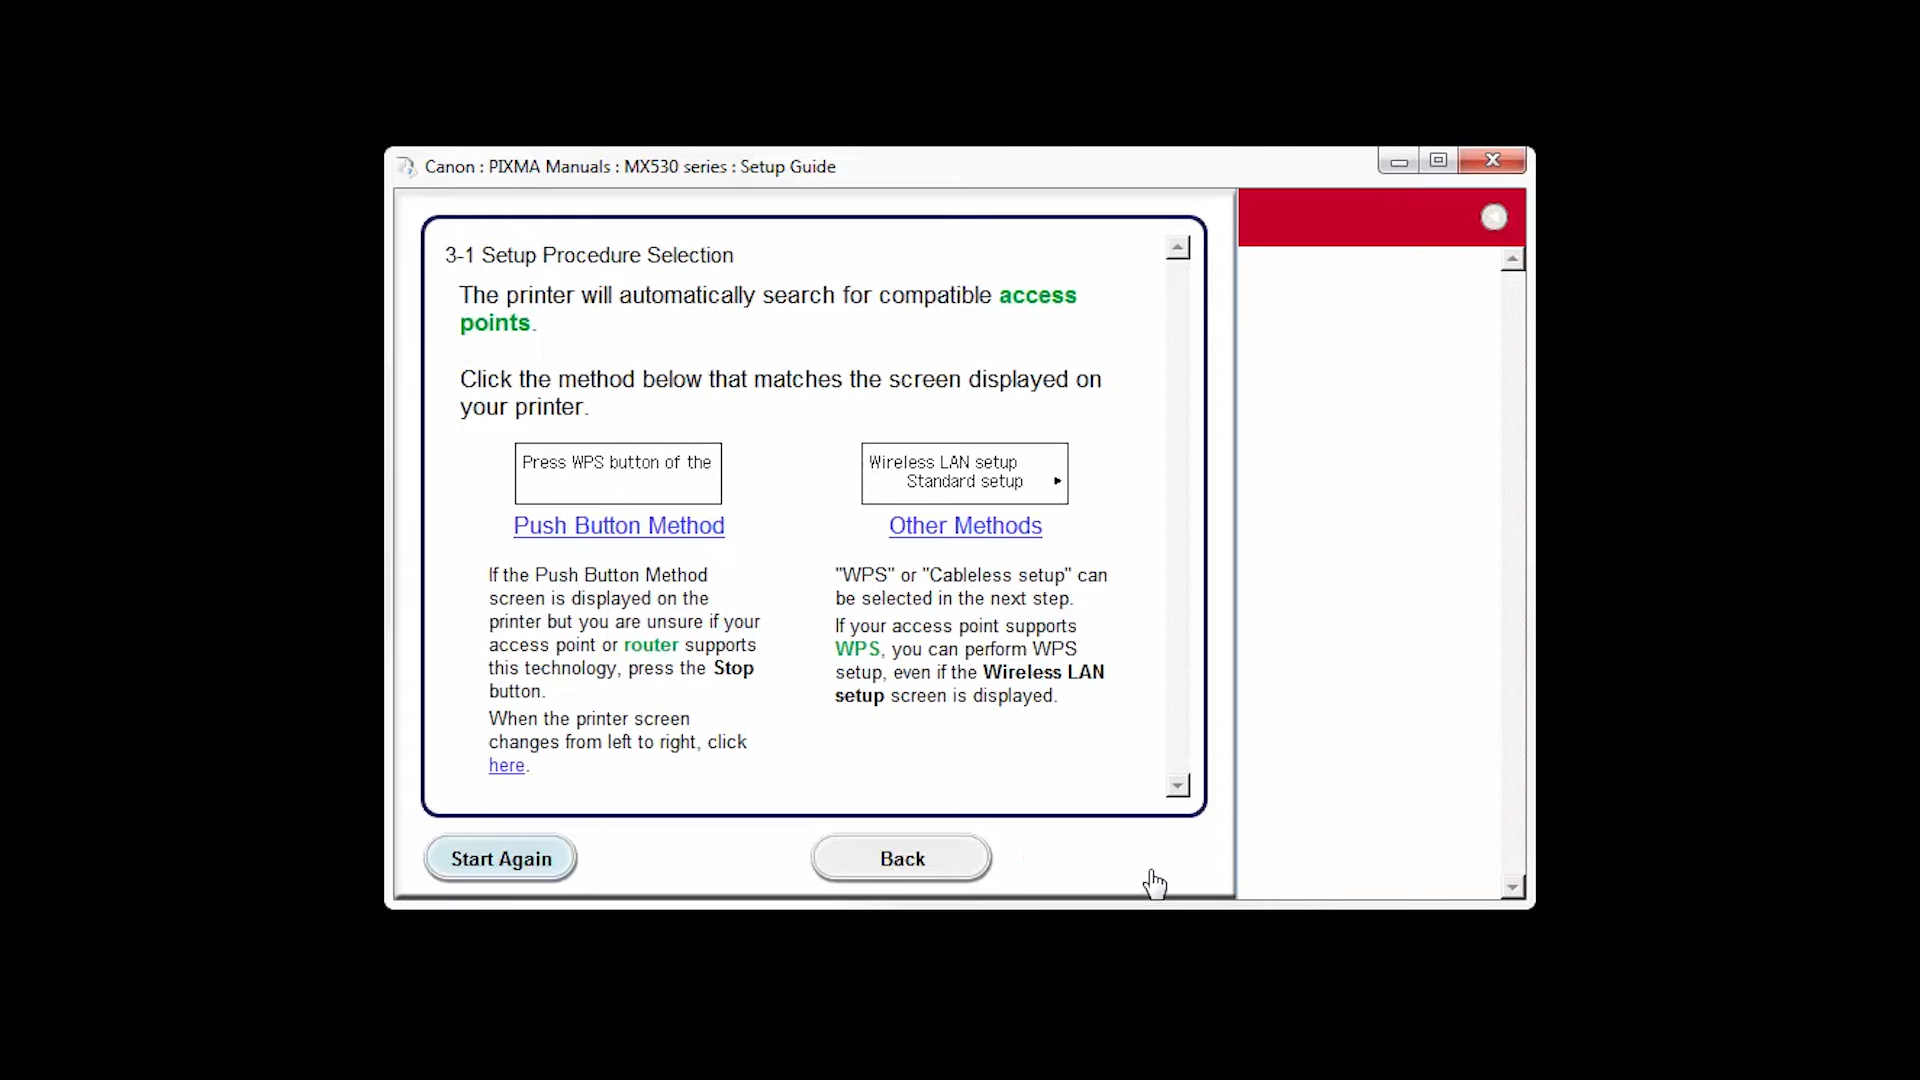 Canon : PIXMA Manuals : MX530 series : Setup Guide
3-1 Setup Procedure Selection
The printer will automatically search for compatible access
points.
Click the method below that matches the screen displayed on
your printer.
Press WPS button of the
Push Button Method
If the Push Button Method
screen is displayed on the
printer but you are unsure if your
access point or router supports
this technology, press the Stop
button.
When the printer screen
changes from left to right, click
here.
Wireless LAN setup
Standard setup
Other Methods
"WPS" or "Cableless setup" can
be selected in the next step.
If your access point supports
WPS, you can perform WPS
setup, even if the Wireless LAN
setup screen is displayed.
Start Again
Back